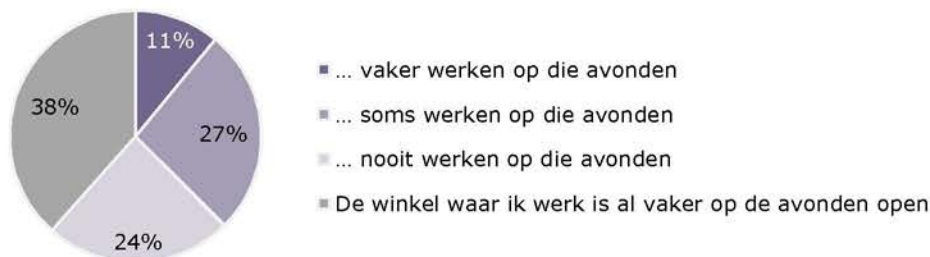 11%
27%
24%
38%
... vaker werken op die avonden
... soms werken op die avonden
... nooit werken op die avonden
De winkel waar ik werk is al vaker op de avonden open